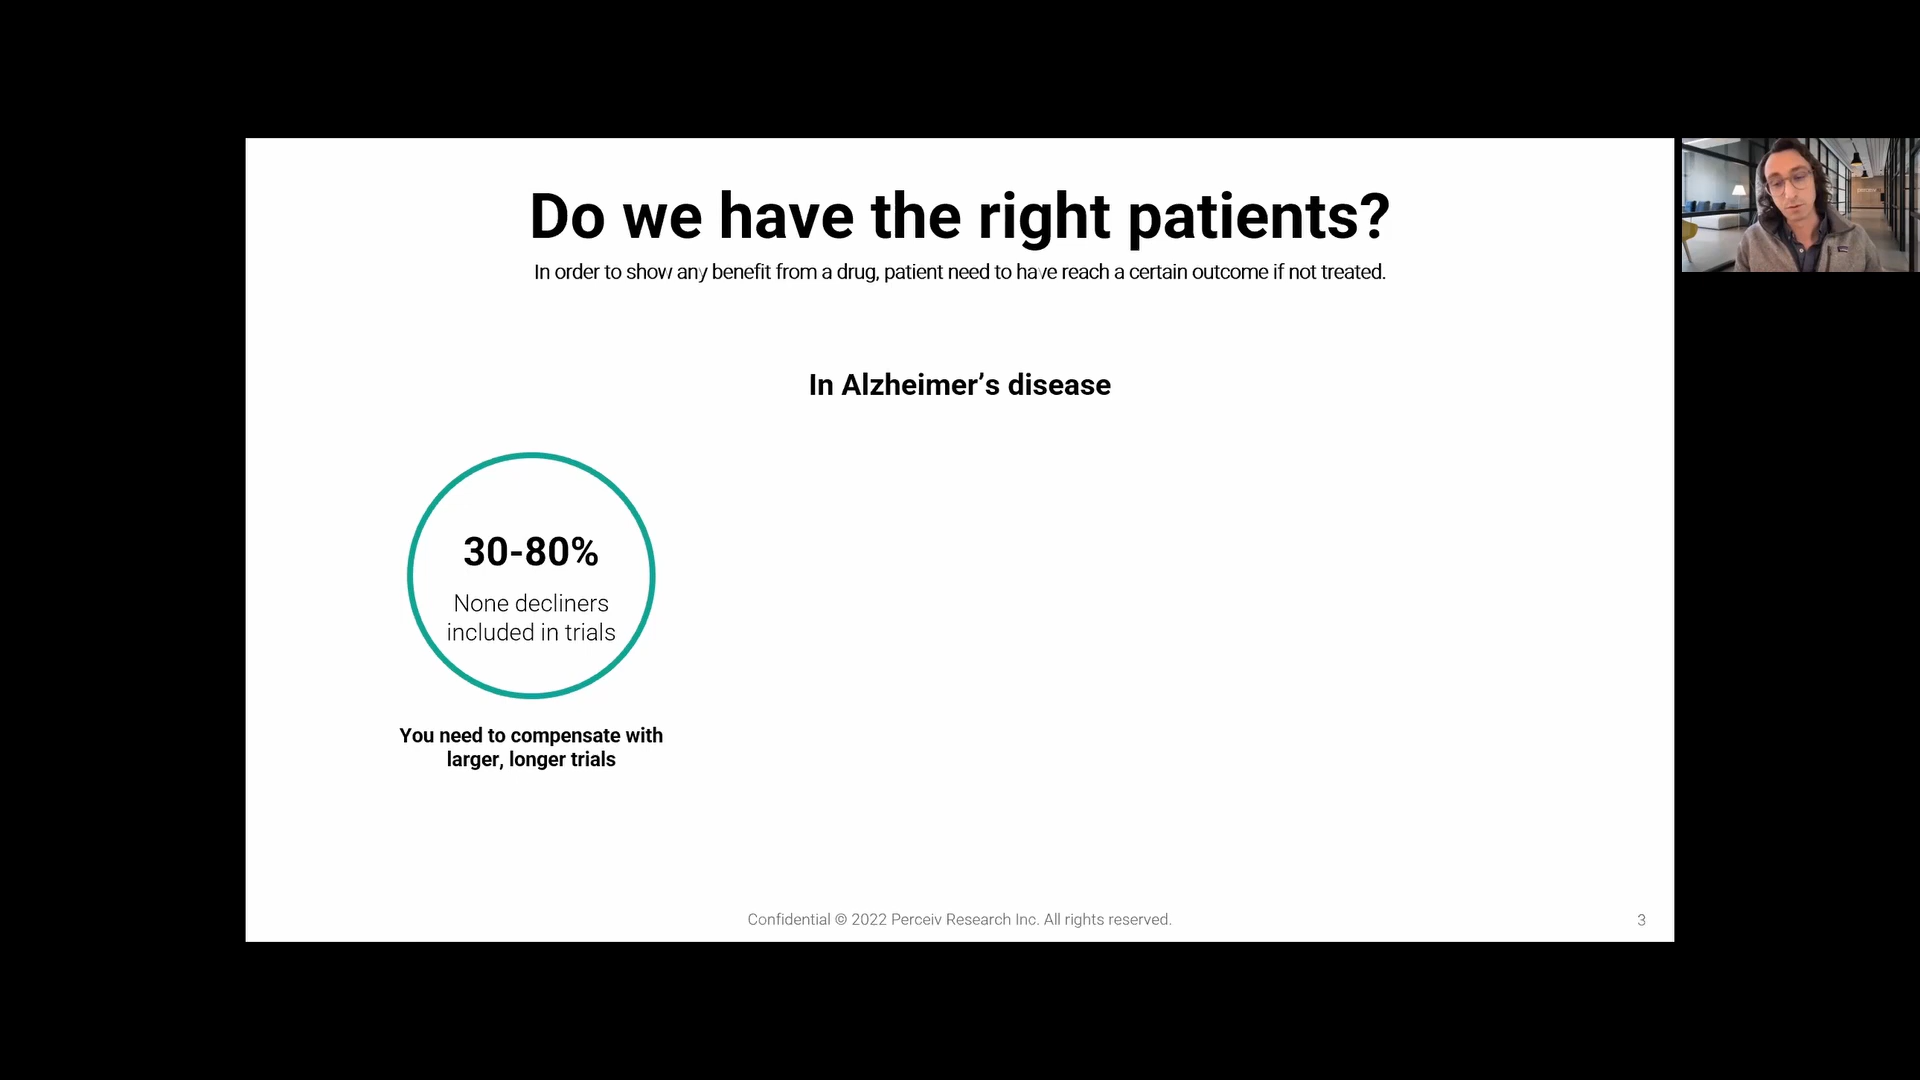 Do we have the right patients?
In order to show any benefit from a drug, patient need to have reach a certain outcome if not treated.
In Alzheimer’s disease
30-80%
None decliners
included in trials
You need to compensate with
larger, longer trials
Confidential © 2022 Perceiv Research Inc. All rights reserved.
3